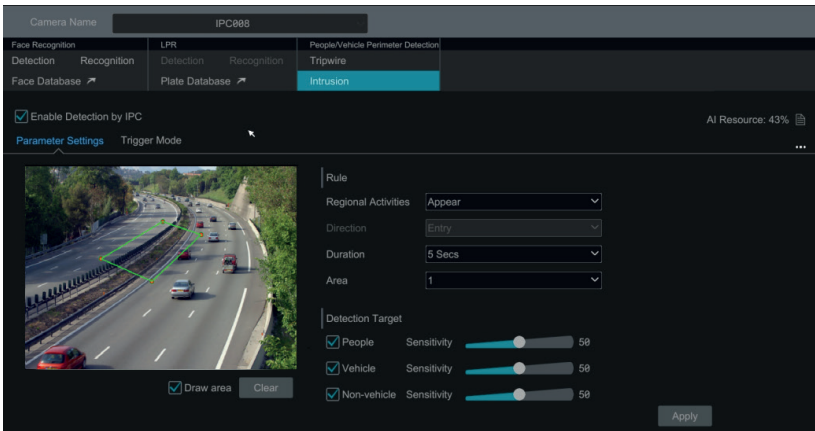 Camera Name IPC008
Face Recognition LPR People/Vehicle Perimeter Detection
Detection Recognition Detection Recognition Tripwire
Face Database Plate Database Intrusion
Enable Detection by IPC
AI Resource: 43%
Parameter Settings Trigger Mode
...
Rule
Regional Activities Appear
Direction Entry
Duration 5 Secs
Area 1
Detection Target
People Sensitivity 50
Vehicle Sensitivity 50
Non-vehicle Sensitivity 50
Draw area Clear
Apply